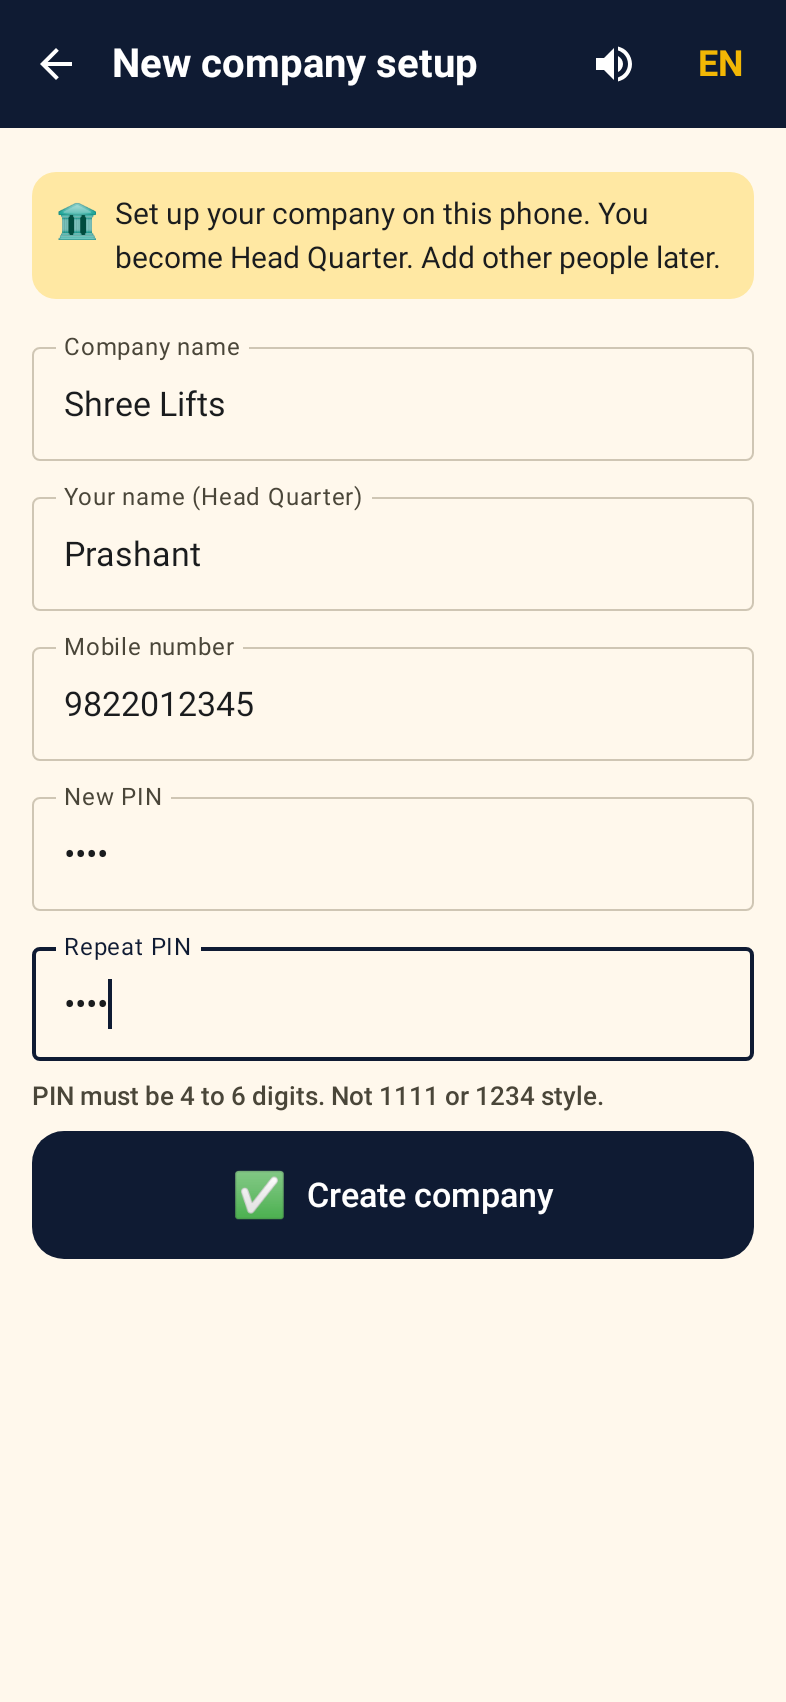 New company setup
EN
Set up your company on this phone. You
become Head Quarter. Add other people later.
Company name
Shree Lifts
Your name (Head Quarter)
Prashant
Mobile number
9822012345
New PIN
••••
Repeat PIN
••••
PIN must be 4 to 6 digits. Not 1111 or 1234 style.
Create company